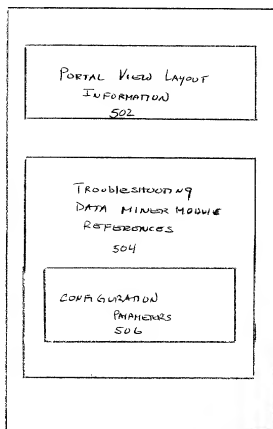 PORTAL VIEW LAYOUT
INFORMATION
502
TROUBLESHOOTING
DATA MINER MODULE
REFERENCES
504
CONFIGURATION
PARAMETERS
506